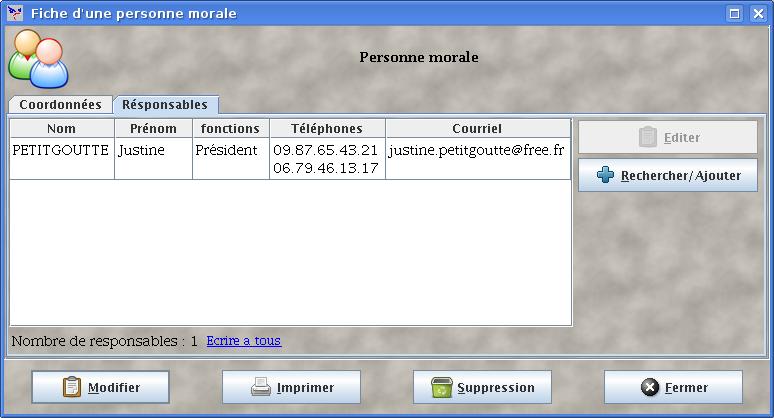 Fiche d'une personne morale
Personne morale
Coordonnées Résponsables
Nom Prénom fonctions Téléphones Courriel
PETITGOUTTE Justine Président 09.87.65.43.21 justine.petitgoutte@free.fr
06.79.46.13.17
Editer
Rechercher/Ajouter
Nombre de responsables : 1 Ecrire a tous
Modifier Imprimer Suppression Fermer